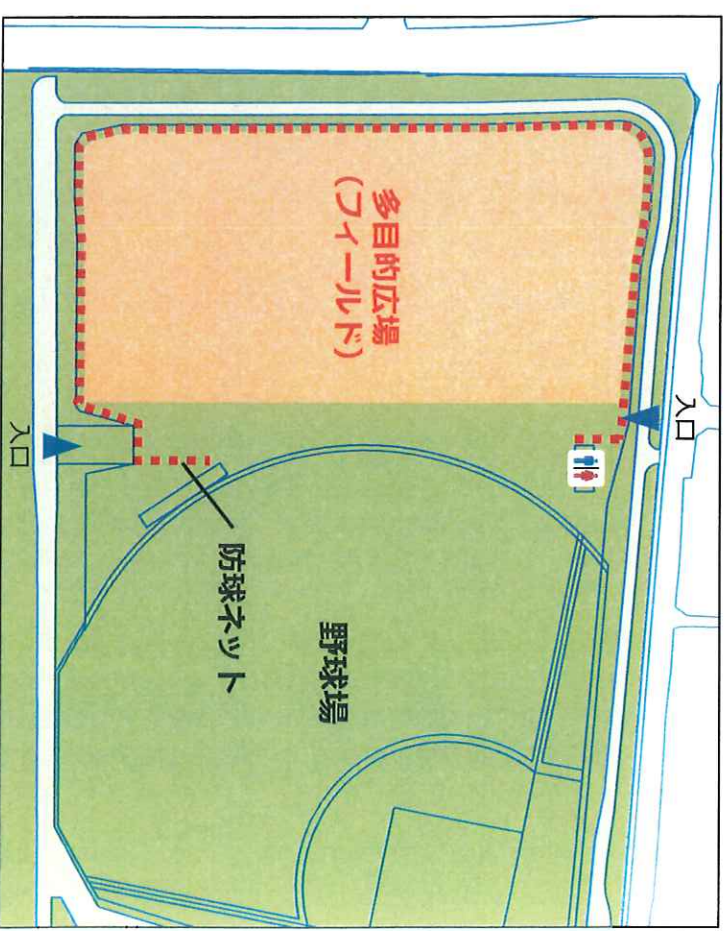 多目的広場
(フィールド)
入口
防球ネット
野球場
入口